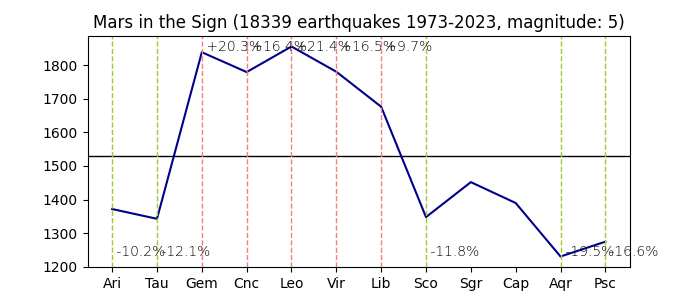 Mars in the Sign (18339 earthquakes 1973-2023, magnitude: 5)
+20.3% +16.4% +21.4% +16.5% +9.7%
1800
1700
1600
1500
1400
1300
-10.2% -12.1% -11.8% -19.5% -16.6%
1200
Ari Tau Gem Cnc Leo Vir Lib Sco Sgr Cap Aqr Psc